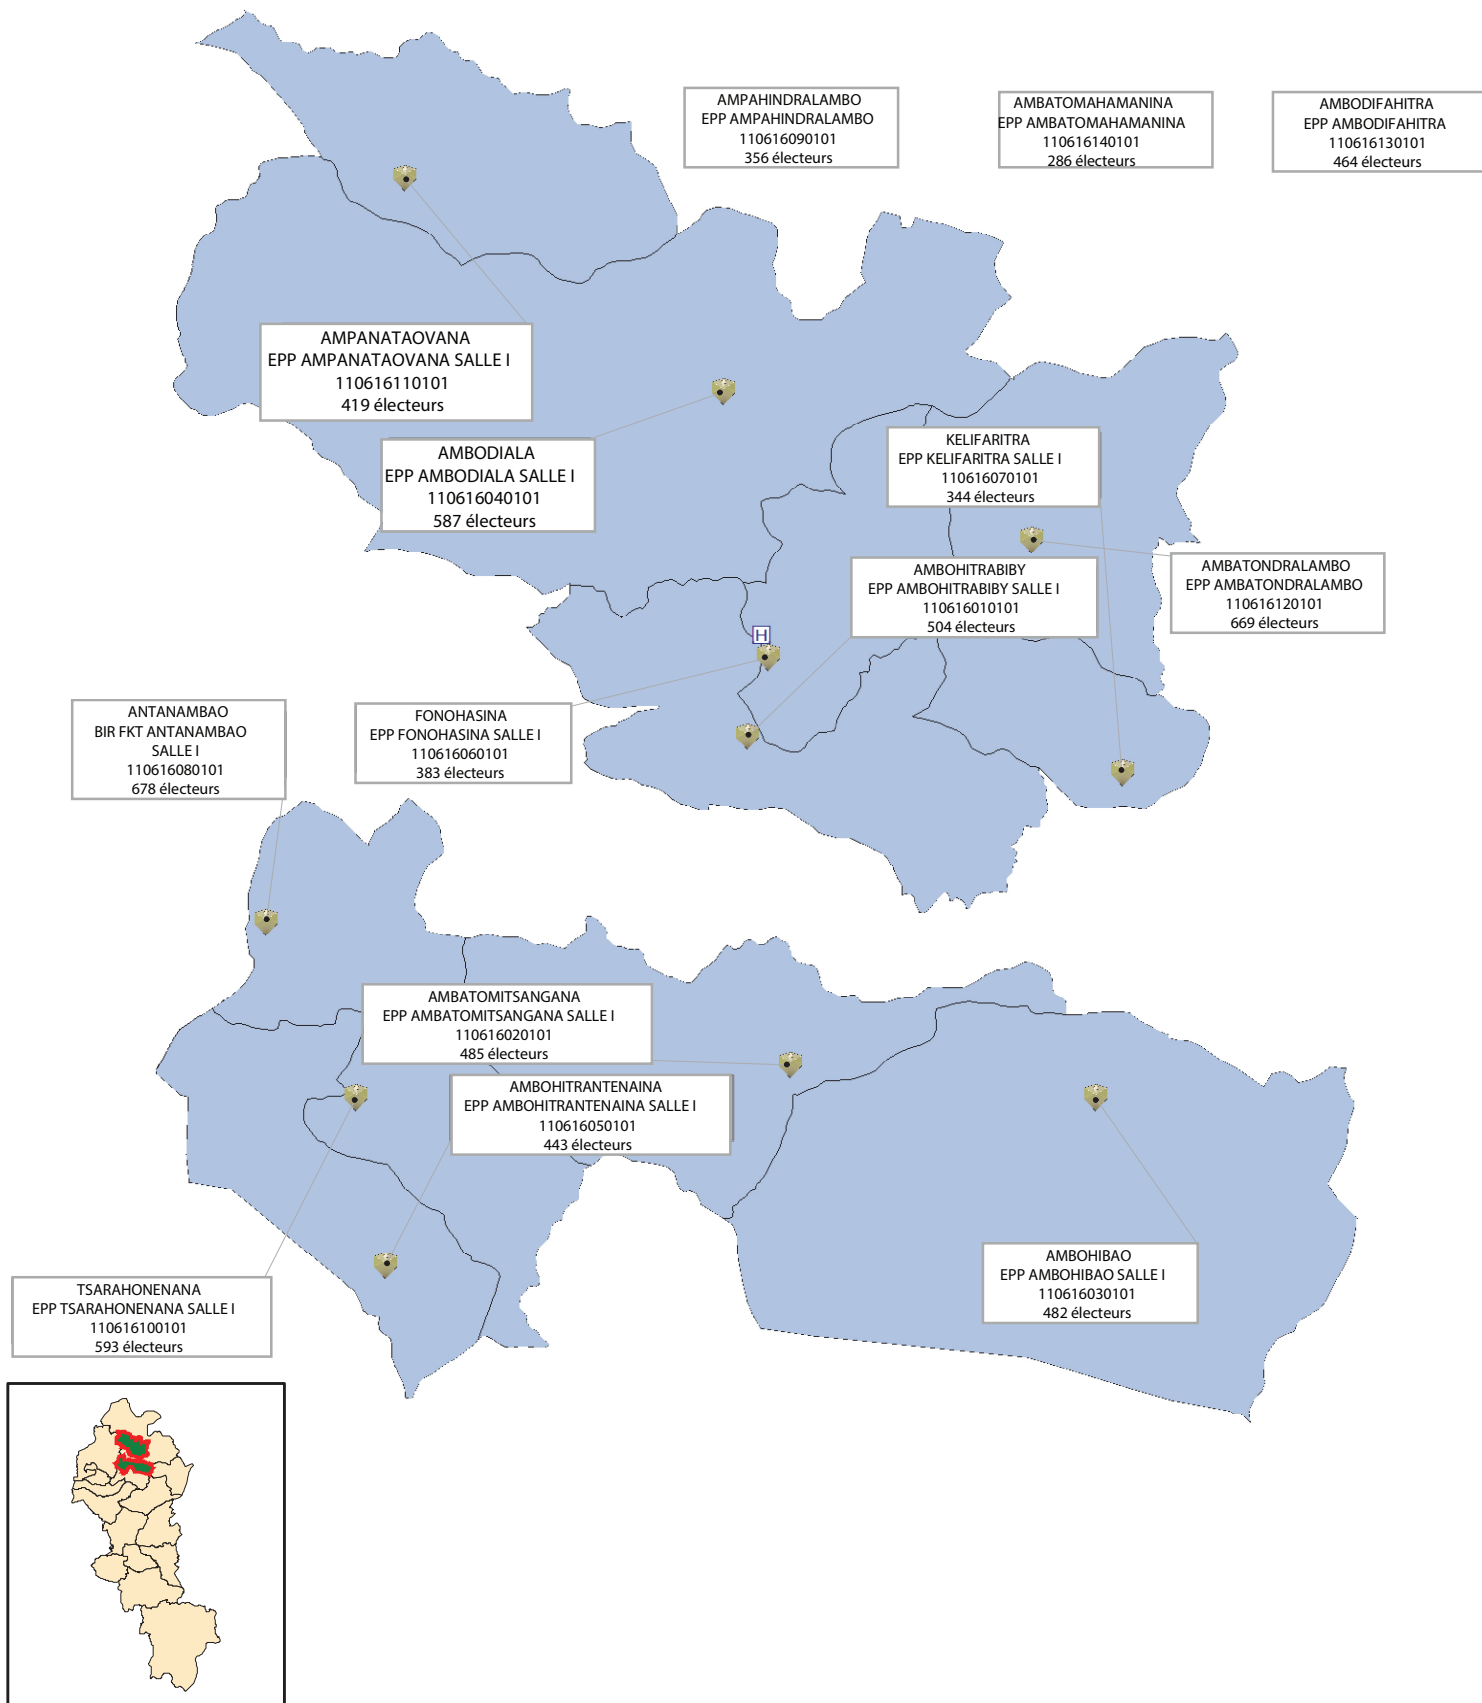 AMPAHINDRALAMBO
EPP AMPAHINDRALAMBO
110616090101
356 électeurs
AMBATOMAHAMANINA
EPP AMBATOMAHAMANINA
110616140101
286 électeurs
AMBODIFAHITRA
EPP AMBODIFAHITRA
110616130101
464 électeurs
AMPANATAOVANA
EPP AMPANATAOVANA SALLE I
110616110101
419 électeurs
AMBODIALA
EPP AMBODIALA SALLE I
110616040101
587 électeurs
KELIFARITRA
EPP KELIFARITRA SALLE I
110616070101
344 électeurs
AMBOHITRABIBY
EPP AMBOHITRABIBY SALLE I
110616010101
504 électeurs
AMBATONDRALAMBO
EPP AMBATONDRALAMBO
110616120101
669 électeurs
H
ANTANAMBAO
BIR FKT ANTANAMBAO
SALLE I
110616080101
678 électeurs
FONOHASINA
EPP FONOHASINA SALLE I
110616060101
383 électeurs
AMBATOMITSANGANA
EPP AMBATOMITSANGANA SALLE I
110616020101
485 électeurs
AMBOHITRANTENAINA
EPP AMBOHITRANTENAINA SALLE I
110616050101
443 électeurs
AMBOHIBAO
EPP AMBOHIBAO SALLE I
110616030101
482 électeurs
TSARAHONENANA
EPP TSARAHONENANA SALLE I
110616100101
593 électeurs